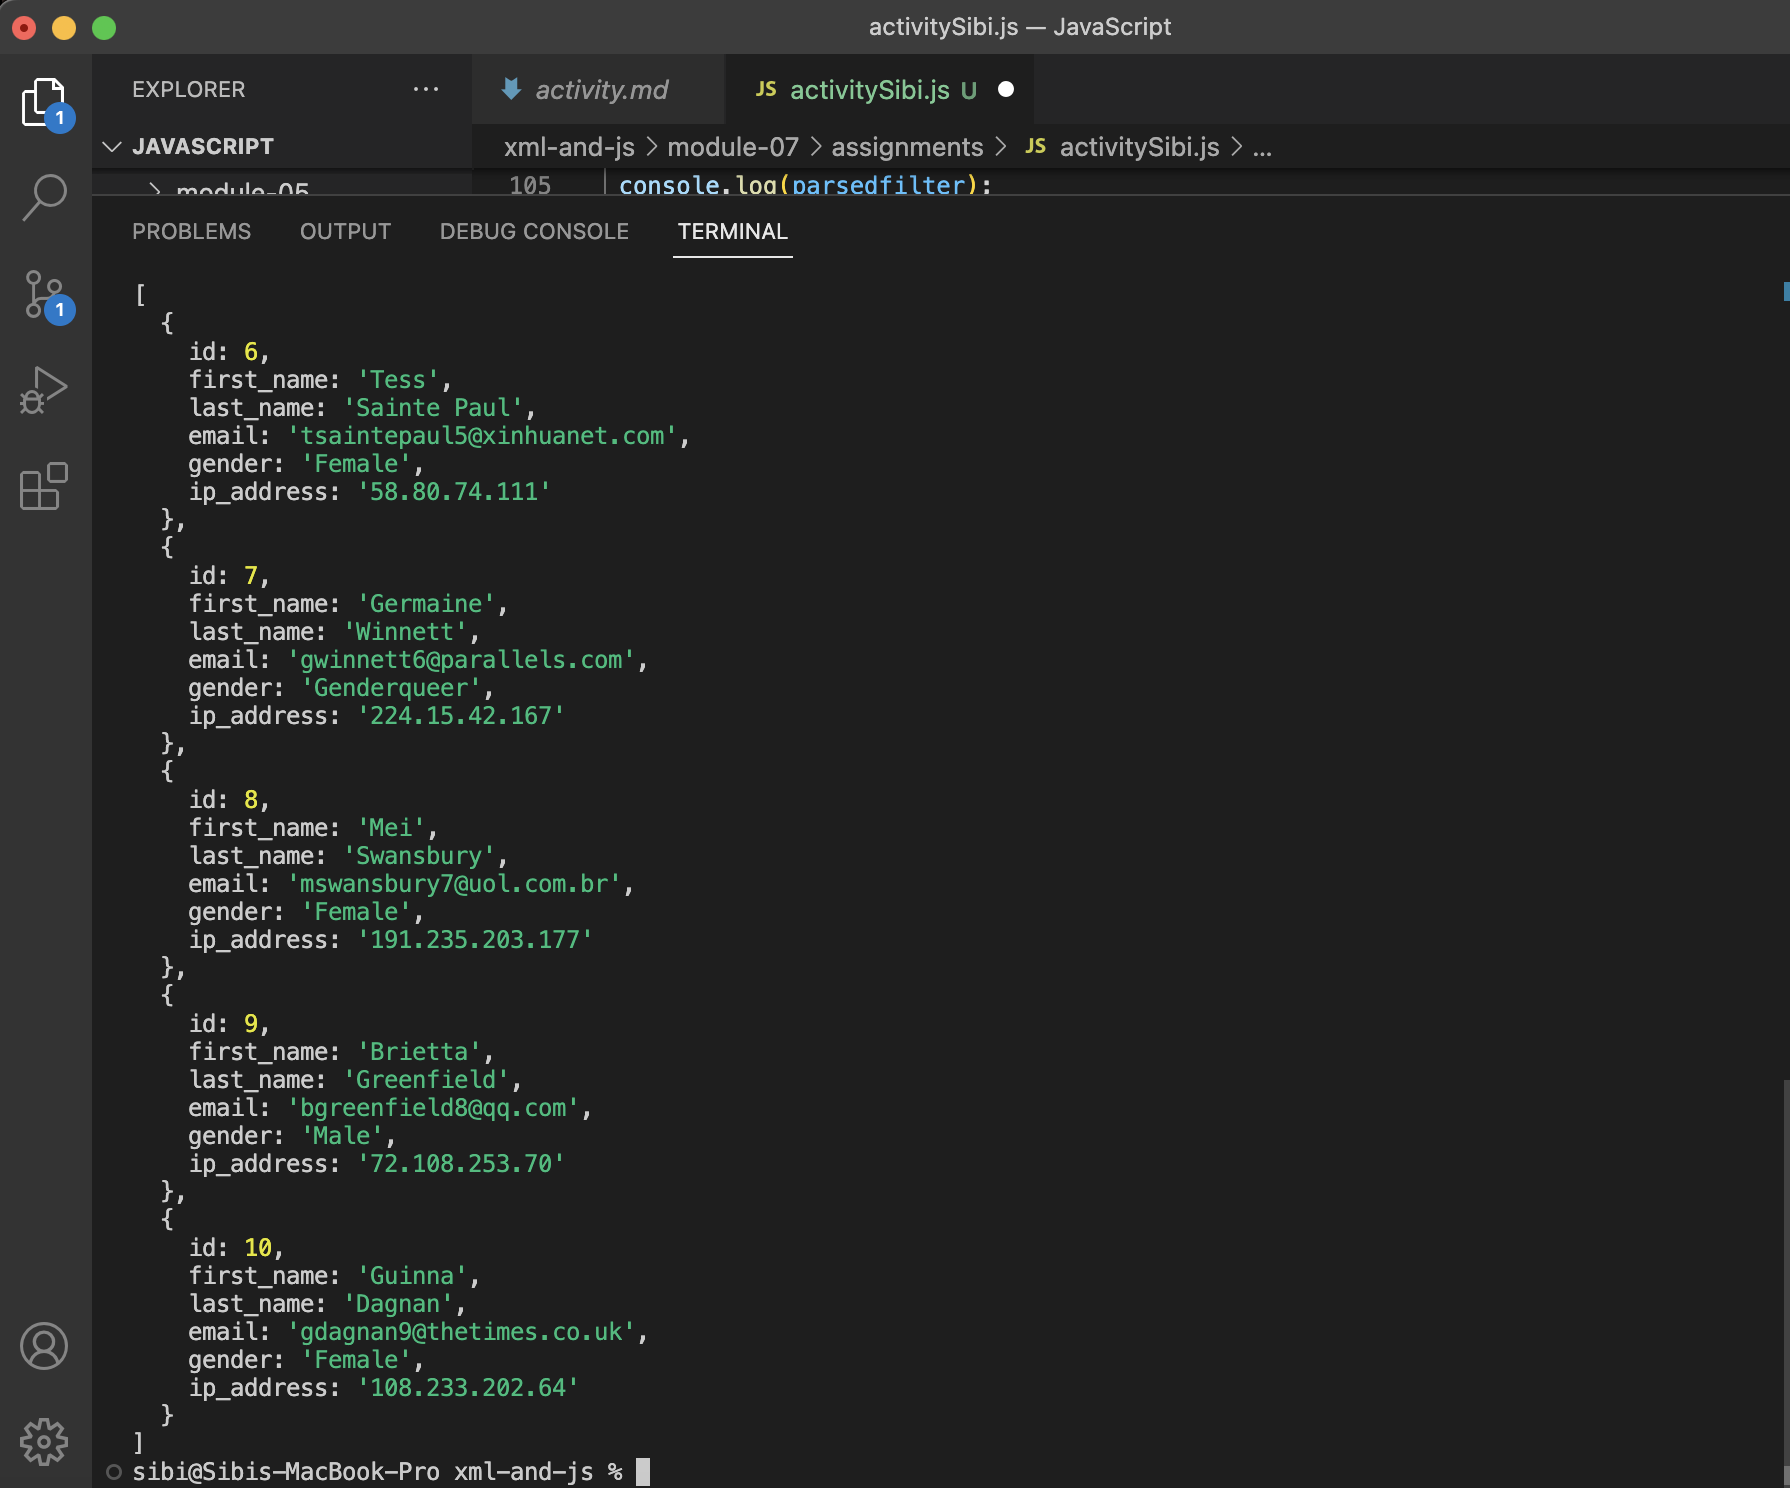 activitySibi.js — JavaScript
EXPLORER ...
activity.md
JS activitySibi.js U
1
JAVASCRIPT
xml-and-js > module-07 > assignments > JS activitySibi.js > ...
module-05
105 console.log(parsedfilter);
PROBLEMS OUTPUT DEBUG CONSOLE TERMINAL
1
[
{
id: 6,
first_name: 'Tess',
last_name: 'Sainte Paul',
email: 'tsaintepaul5@xinhuanet.com',
gender: 'Female',
ip_address: '58.80.74.111'
},
{
id: 7,
first_name: 'Germaine',
last_name: 'Winnett',
email: 'gwinnett6@parallels.com',
gender: 'Genderqueer',
ip_address: '224.15.42.167'
},
{
id: 8,
first_name: 'Mei',
last_name: 'Swansbury',
email: 'mswansbury7@uol.com.br',
gender: 'Female',
ip_address: '191.235.203.177'
},
{
id: 9,
first_name: 'Brietta',
last_name: 'Greenfield',
email: 'bgreenfield8@qq.com',
gender: 'Male',
ip_address: '72.108.253.70'
},
{
id: 10,
first_name: 'Guinna',
last_name: 'Dagnan',
email: 'gdagnan9@thetimes.co.uk',
gender: 'Female',
ip_address: '108.233.202.64'
}
]
sibi@Sibis-MacBook-Pro xml-and-js %